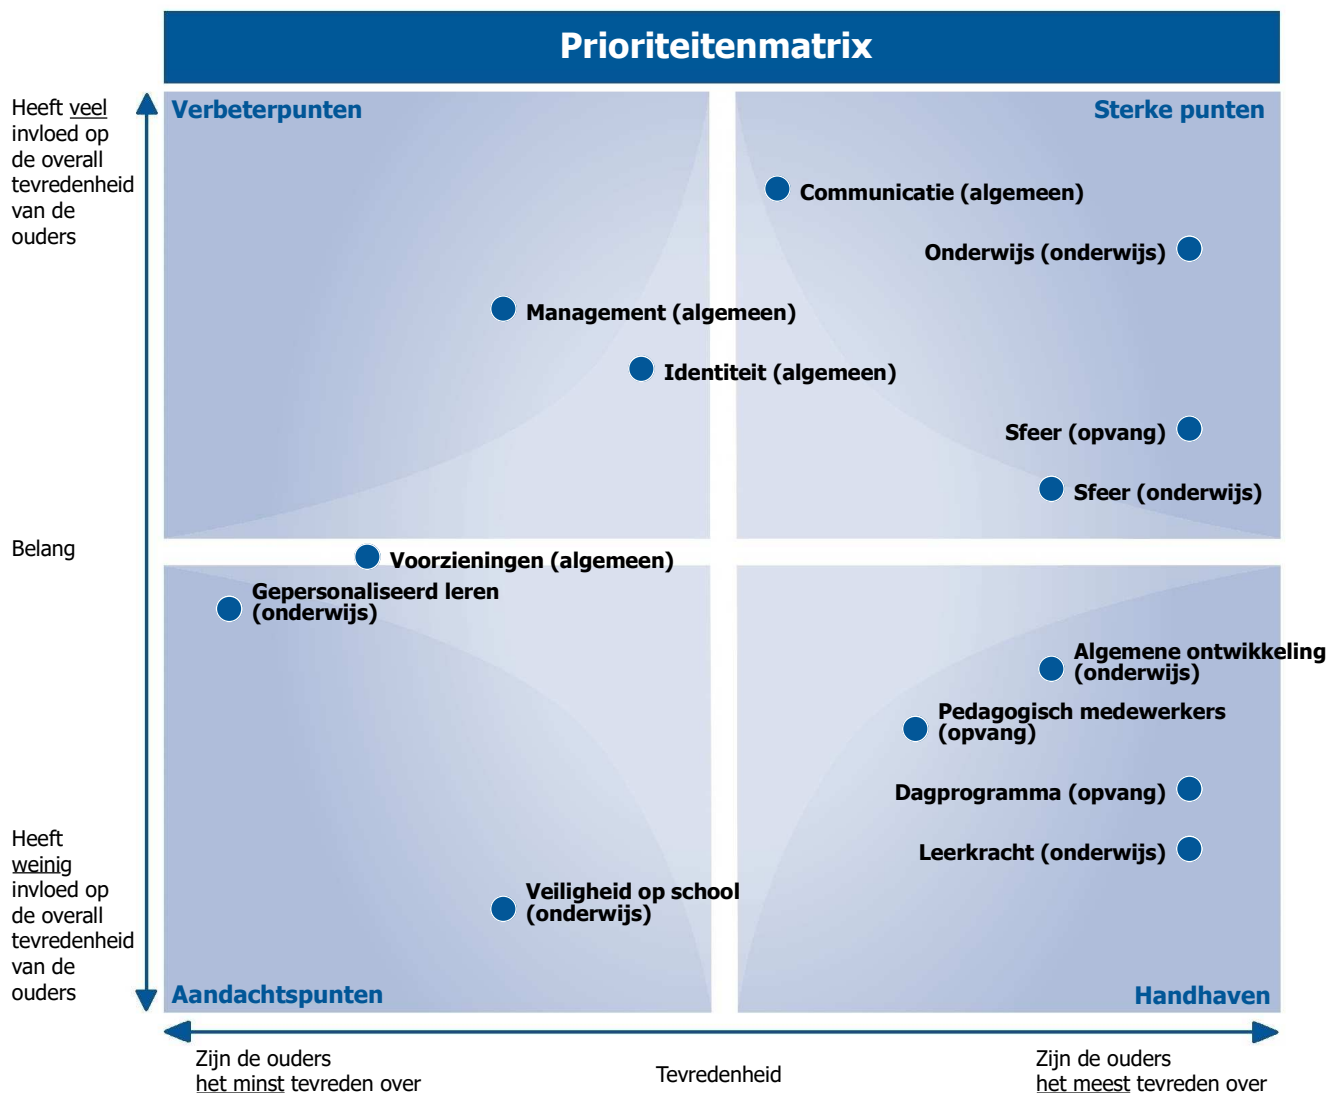 Prioriteitenmatrix
Heeft veel
invloed op
de overall
tevredenheid
van de
ouders
Verbeterpunten
Sterke punten
Communicatie (algemeen)
Onderwijs (onderwijs)
Management (algemeen)
Identiteit (algemeen)
Sfeer (opvang)
Sfeer (onderwijs)
Belang
Voorzieningen (algemeen)
Gepersonaliseerd leren
(onderwijs)
Algemene ontwikkeling
(onderwijs)
Pedagogisch medewerkers
(opvang)
Dagprogramma (opvang)
Leerkracht (onderwijs)
Veiligheid op school
(onderwijs)
Heeft
weinig
invloed op
de overall
tevredenheid
van de
ouders
Aandachtspunten
Handhaven
Zijn de ouders
het minst tevreden over
Tevredenheid
Zijn de ouders
het meest tevreden over